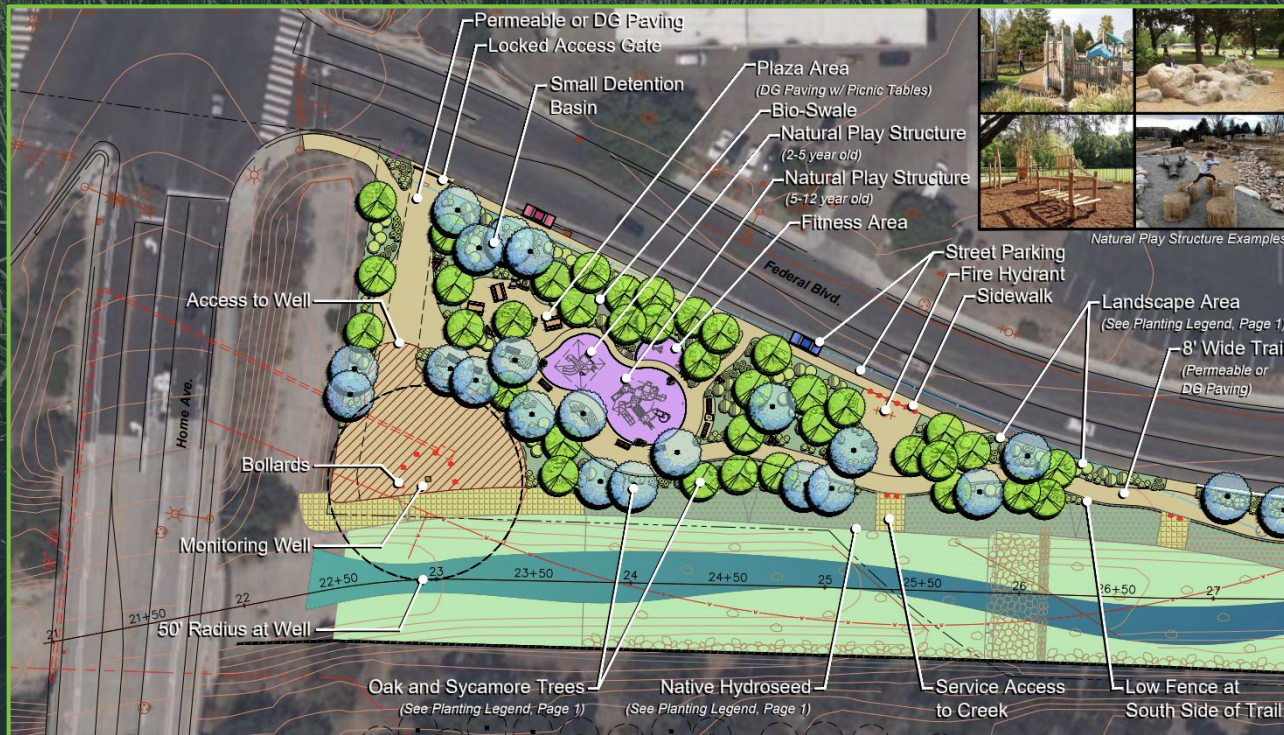 Permeable or DG Paving
Locked Access Gate
Small Detention
Basin
Plaza Area
(DG Paving w/ Picnic Tables)
Bio-Swale
Natural Play Structure
(2-5 year old)
Natural Play Structure
(5-12 year old)
Fitness Area
Natural Play Structure Examples
Street Parking
Fire Hydrant
Sidewalk
Landscape Area
(See Planting Legend, Page 1)
8' Wide Trail
(Permeable or
DG Paving)
Federal Blvd.
Access to Well
Home Ave.
Bollards
Monitoring Well
50' Radius at Well
21
21+50
22
22+50
23
23+50
24
24+50
25
25+50
26
26+50
27
Oak and Sycamore Trees
(See Planting Legend, Page 1)
Native Hydroseed
(See Planting Legend, Page 1)
Service Access
to Creek
Low Fence at
South Side of Trail